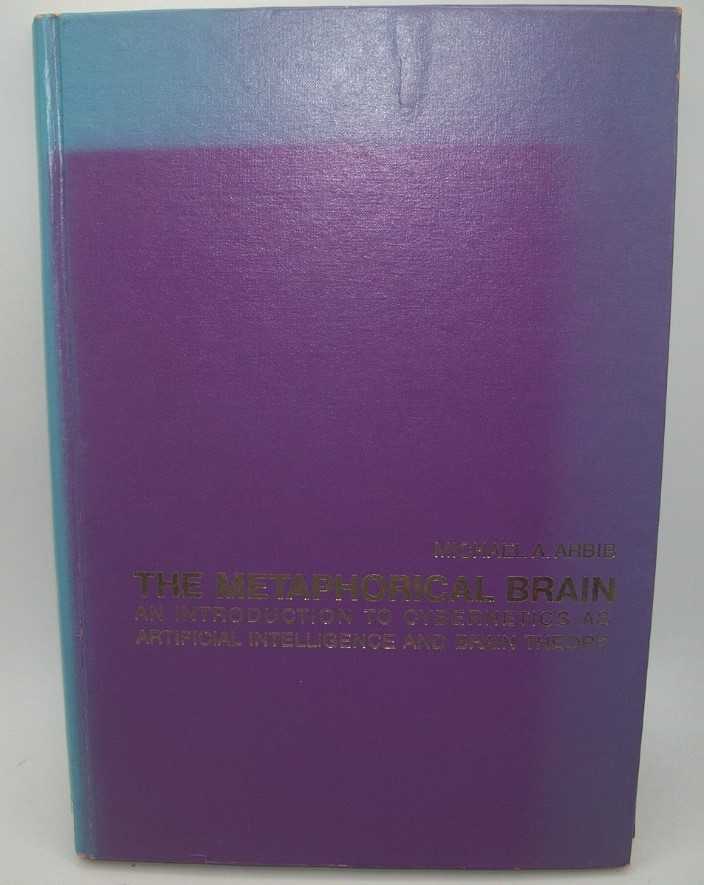 MICHAEL A. ARBIB
THE METAPHORICAL BRAIN
AN INTRODUCTION TO CYBERNETICS AS
ARTIFICIAL INTELLIGENCE AND BRAIN THEORY